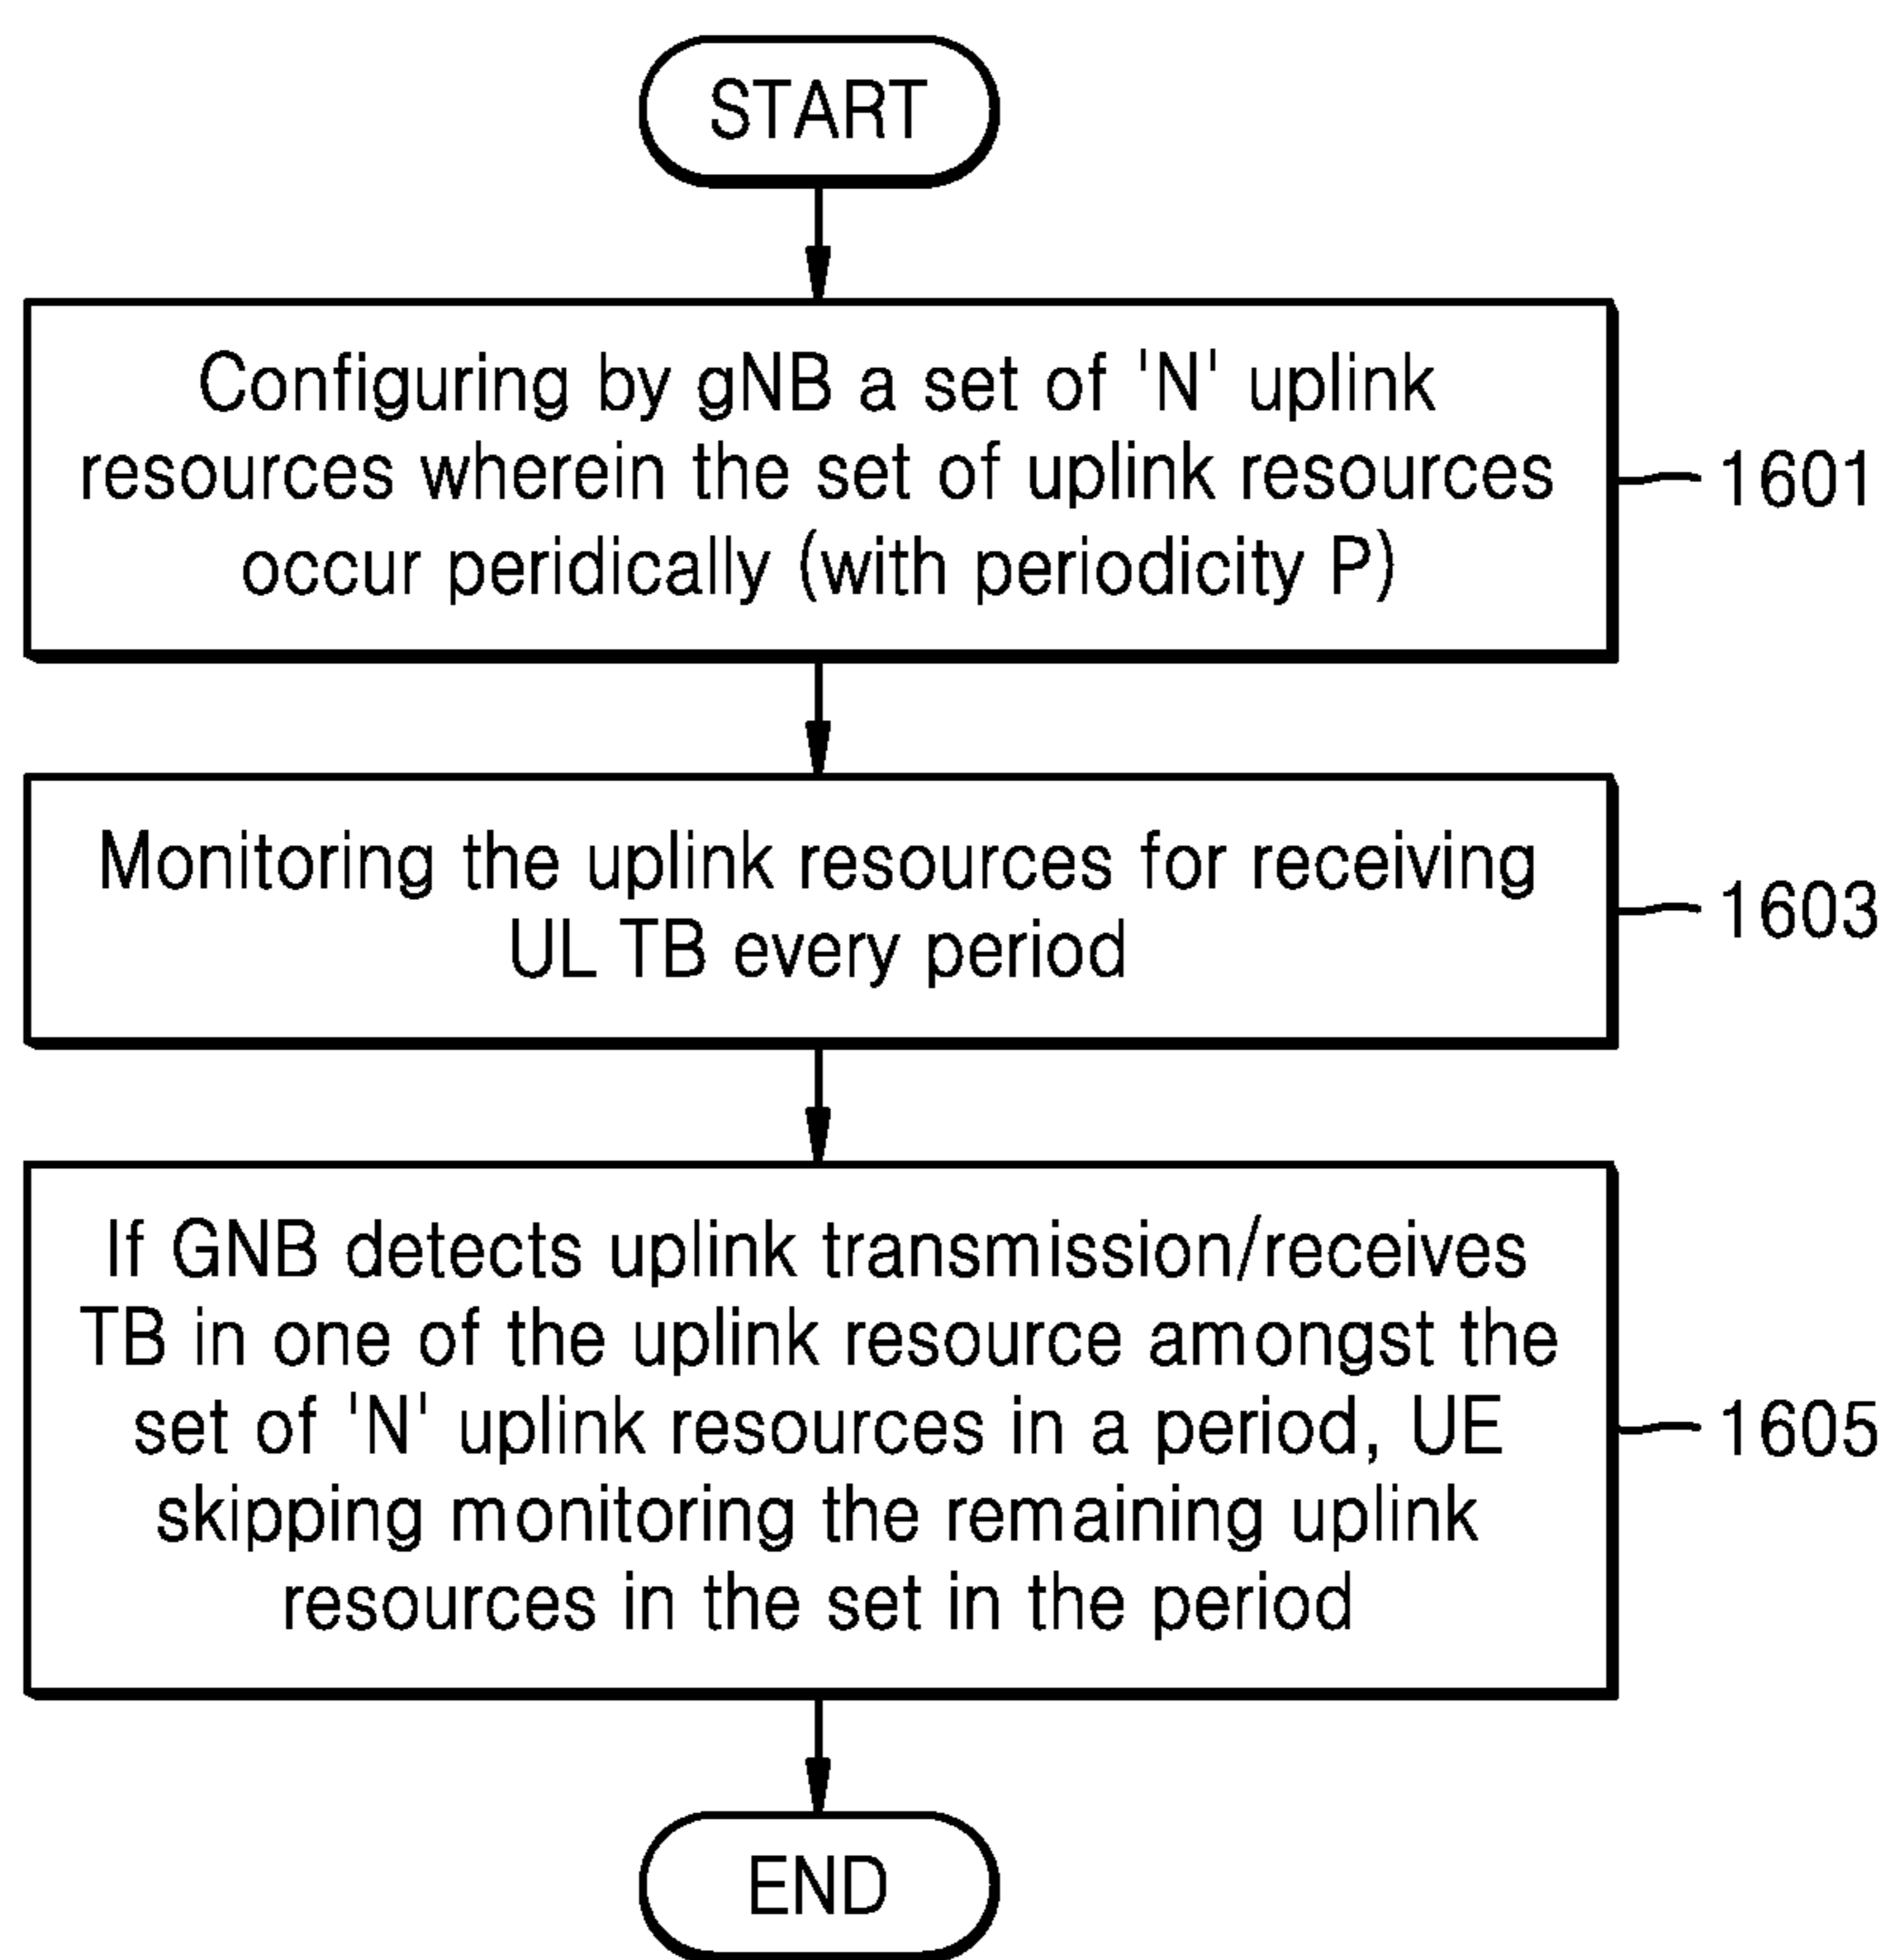 START
Configuring by gNB a set of 'N' uplink
resources wherein the set of uplink resources
occur peridically (with periodicity P)
1601
Monitoring the uplink resources for receiving
UL TB every period
1603
If GNB detects uplink transmission/receives
TB in one of the uplink resource amongst the
set of 'N' uplink resources in a period, UE
skipping monitoring the remaining uplink
resources in the set in the period
1605
END